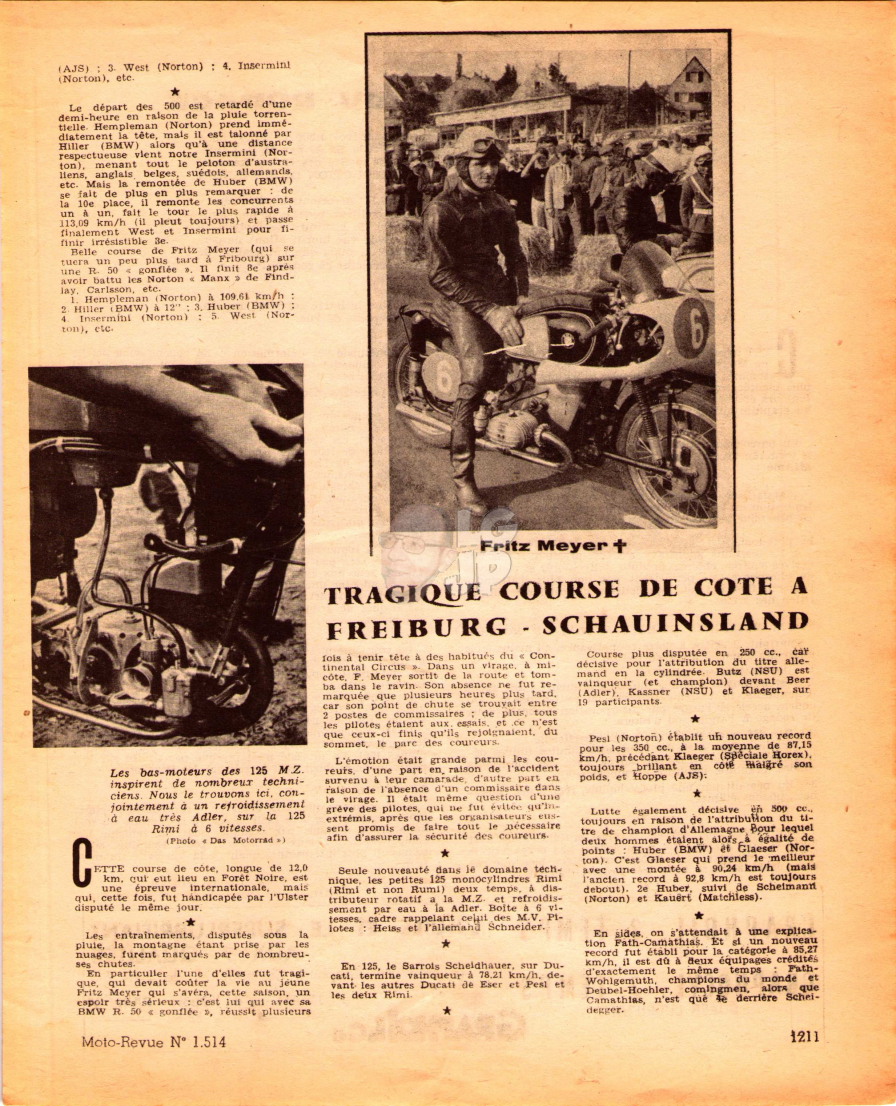 (AJS) ; 3. West (Norton) ; 4. Insermini
(Norton), etc.
★
Le départ des 500 est retardé d'une
demi-heure en raison de la pluie torren-
tielle. Hempleman (Norton) prend immé-
diatement la tête, mais il est talonné par
Hiller (BMW) alors qu'à une distance
respectueuse vient notre Insermini (Nor-
ton), menant tout le peloton d'austra-
liens, anglais, belges, suédois, allemands,
etc. Mais la remontée de Huber (BMW)
se fait de plus en plus remarquer : de
la 10e place, il remonte les concurrents
un à un, fait le tour le plus rapide à
113,09 km/h (il pleut toujours) et passe
finalement West et Insermini pour fi-
finir irrésistible 3e.
Belle course de Fritz Meyer (qui se
tuera un peu plus tard à Fribourg) sur
une R. 50 « gonflée ». Il finit 8e après
avoir battu les Norton « Manx » de Find-
lay, Carlsson, etc.
1. Hempleman (Norton) à 109,61 km/h ;
2. Hiller (BMW) à 12" ; 3. Huber (BMW) ;
4. Insermini (Norton) ; 5. West (Nor-
ton), etc.
6
6
Fritz Meyer ✝
Les bas-moteurs des 125 M.Z.
inspirent de nombreux techni-
ciens. Nous le trouvons ici, con-
jointement à un refroidissement
à eau très Adler, sur la 125
Rimi à 6 vitesses.
(Photo « Das Motorrad »)
TRAGIQUE COURSE DE COTE A
FREIBURG - SCHAUINSLAND
CETTE course de côte, longue de 12,0
km, qui eut lieu en Forêt Noire, est
une épreuve internationale, mais
qui, cette fois, fut handicapée par l'Ulster
disputé le même jour.
★
Les entraînements, disputés sous la
pluie, la montagne étant prise par les
nuages, furent marqués par de nombreu-
ses chutes.
En particulier l'une d'elles fut tragi-
que, qui devait coûter la vie au jeune
Fritz Meyer qui s'avéra, cette saison, un
espoir très sérieux : c'est lui qui avec sa
BMW R. 50 « gonflée », réussit plusieurs
fois à tenir tête à des habitués du « Con-
tinental Circus ». Dans un virage, à mi-
côte, F. Meyer sortit de la route et tom-
ba dans le ravin. Son absence ne fut re-
marquée que plusieurs heures plus tard,
car son point de chute se trouvait entre
2 postes de commissaires ; de plus, tous
les pilotes étaient aux essais, et ce n'est
que ceux-ci finis qu'ils rejoignaient, du
sommet, le parc des coureurs.
L'émotion était grande parmi les cou-
reurs, d'une part en raison de l'accident
survenu à leur camarade, d'autre part en
raison de l'absence d'un commissaire dans
le virage. Il était même question d'une
grève des pilotes, qui ne fut évitée qu'in-
extrémis, après que les organisateurs eus-
sent promis de faire tout le nécessaire
afin d'assurer la sécurité des coureurs.
★
Seule nouveauté dans le domaine tech-
nique, les petites 125 monocylindres Rimi
(Rimi et non Rumi) deux temps, à dis-
tributeur rotatif a la M.Z. et refroidis-
sement par eau à la Adler. Boîte à 6 vi-
tesses, cadre rappelant celui des M.V. Pi-
lotes : Heiss et l'allemand Schneider.
★
En 125, le Sarrois Scheidhauer, sur Du-
cati, termine vainqueur à 78,21 km/h, de-
vant les autres Ducati de Eser et Pesl et
les deux Rimi.
★
Course plus disputée en 250 cc., car
décisive pour l'attribution du titre alle-
mand en la cylindrée. Butz (NSU) est
vainqueur (et champion) devant Beer
(Adler), Kassner (NSU) et Klaeger, sur
19 participants.
★
Pesl (Norton) établit un nouveau record
pour les 350 cc., à la moyenne de 87,15
km/h, précédant Klaeger (Spéciale Horex),
toujours brillant en côte malgré son
poids, et Hoppe (AJS).
★
Lutte également décisive en 500 cc.,
toujours en raison de l'attribution du ti-
tre de champion d'Allemagne pour lequel
deux hommes étaient alors à égalité de
points : Huber (BMW) et Glaeser (Nor-
ton). C'est Glaeser qui prend le meilleur
avec une montée à 90,24 km/h (mais
l'ancien record à 92,8 km/h est toujours
debout). 2e Huber, suivi de Scheimann
(Norton) et Kauert (Matchless).
★
En sides, on s'attendait à une explica-
tion Fath-Camathias. Et si un nouveau
record fut établi pour la catégorie à 85,27
km/h, il est dû à deux équipages crédités
d'exactement le même temps : Fath-
Wohlgemuth, champions du monde et
Deubel-Hoehler, comingmen, alors que
Camathias, n'est que 4e derrière Schei-
degger.
Moto-Revue N° 1.514
1211